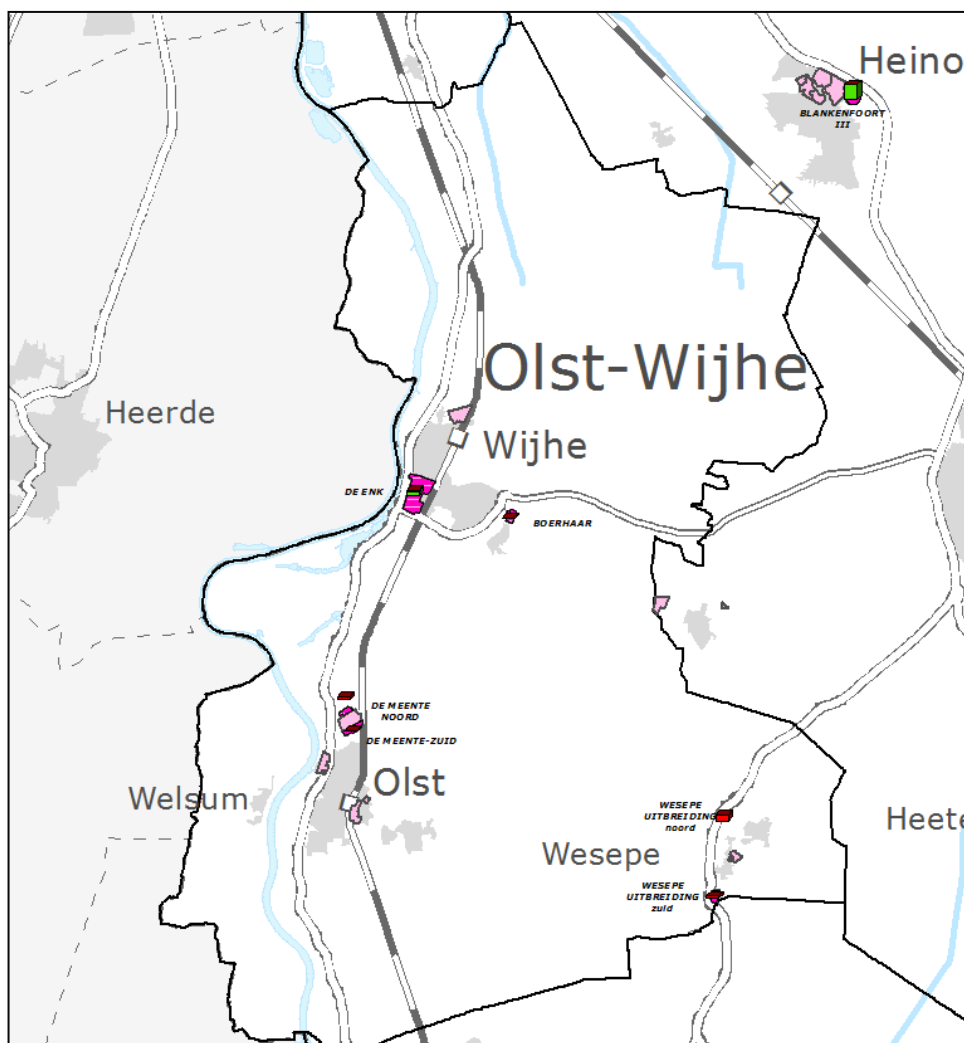 Heino
BLANKENFOORT
III
Olst-Wijhe
Heerde
Wijhe
DE ENK
BOERHAAR
DE MEENTE
NOORD
DE MEENTE-ZUID
Olst
Welsum
WESEPE
UITBREIDING
noord
Heete
Wesepe
WESEPE
UITBREIDING
zuid